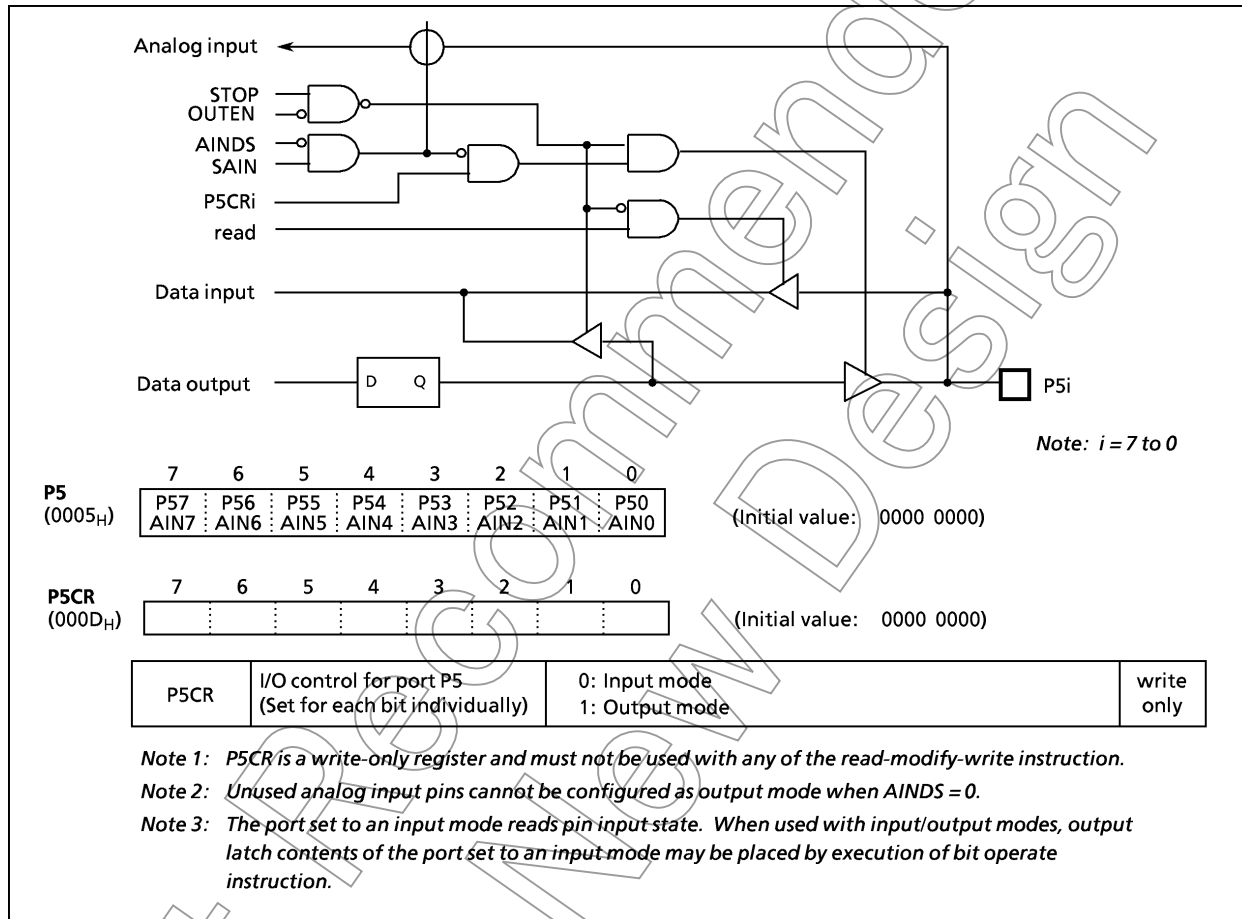 Analog input
STOP
OUTEN
AINDS
SAIN
P5CRi
read
Data input
Data output
D Q
P5i
Note: i = 7 to 0
7 6 5 4 3 2 1 0
P5
(0005H)
P57 P56 P55 P54 P53 P52 P51 P50
AIN7 AIN6 AIN5 AIN4 AIN3 AIN2 AIN1 AIN0
(Initial value: 0000 0000)
7 6 5 4 3 2 1 0
P5CR
(000DH)
(Initial value: 0000 0000)
P5CR
I/O control for port P5
(Set for each bit individually)
0: Input mode
1: Output mode
write
only
Note 1: P5CR is a write-only register and must not be used with any of the read-modify-write instruction.
Note 2: Unused analog input pins cannot be configured as output mode when AINDS = 0.
Note 3: The port set to an input mode reads pin input state. When used with input/output modes, output
latch contents of the port set to an input mode may be placed by execution of bit operate
instruction.
Recommend
New Design